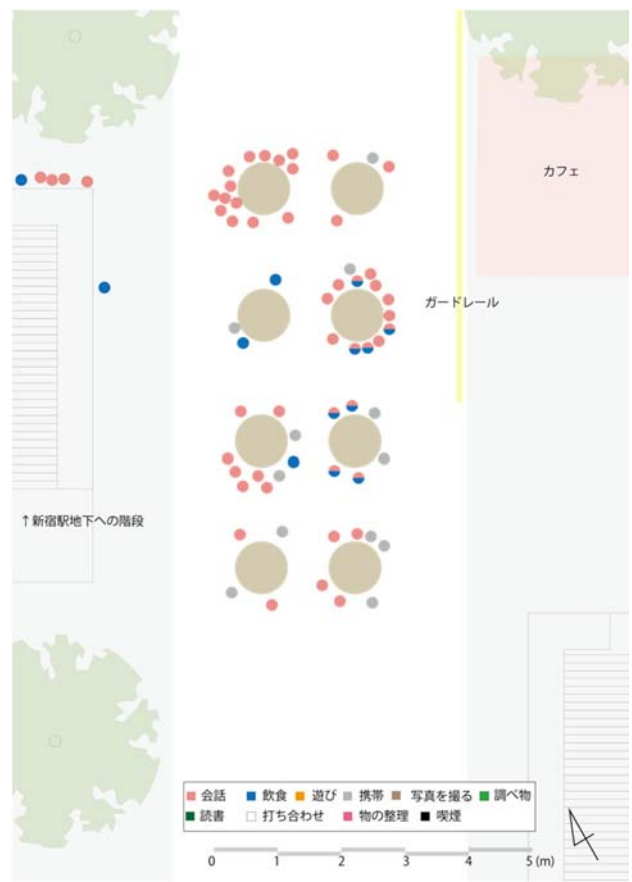 カフェ
ガードレール
↑新宿駅地下への階段
会話 飲食 遊び 携帯 写真を撮る 調べ物
読書 打ち合わせ 物の整理 喫煙
0 1 2 3 4 5 (m)